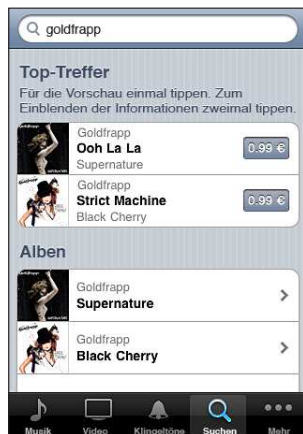 goldfrapp
Top-Treffer
Für die Vorschau einmal tippen. Zum
Einblenden der Informationen zweimal tippen.
Goldfrapp
Ooh La La
0.99 €
Supernature
Goldfrapp
Strict Machine
0.99 €
Black Cherry
Alben
Goldfrapp
Supernature
Goldfrapp
Black Cherry
Musik Video Klingeltöne Suchen Mehr